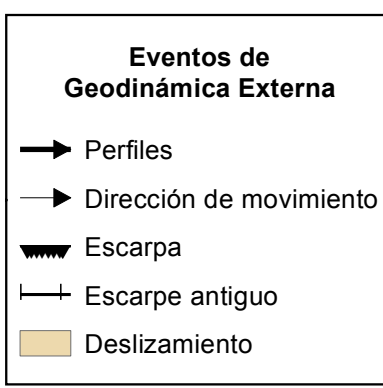 Eventos de
Geodinámica Externa
Perfiles
Dirección de movimiento
Escarpa
Escarpe antiguo
Deslizamiento